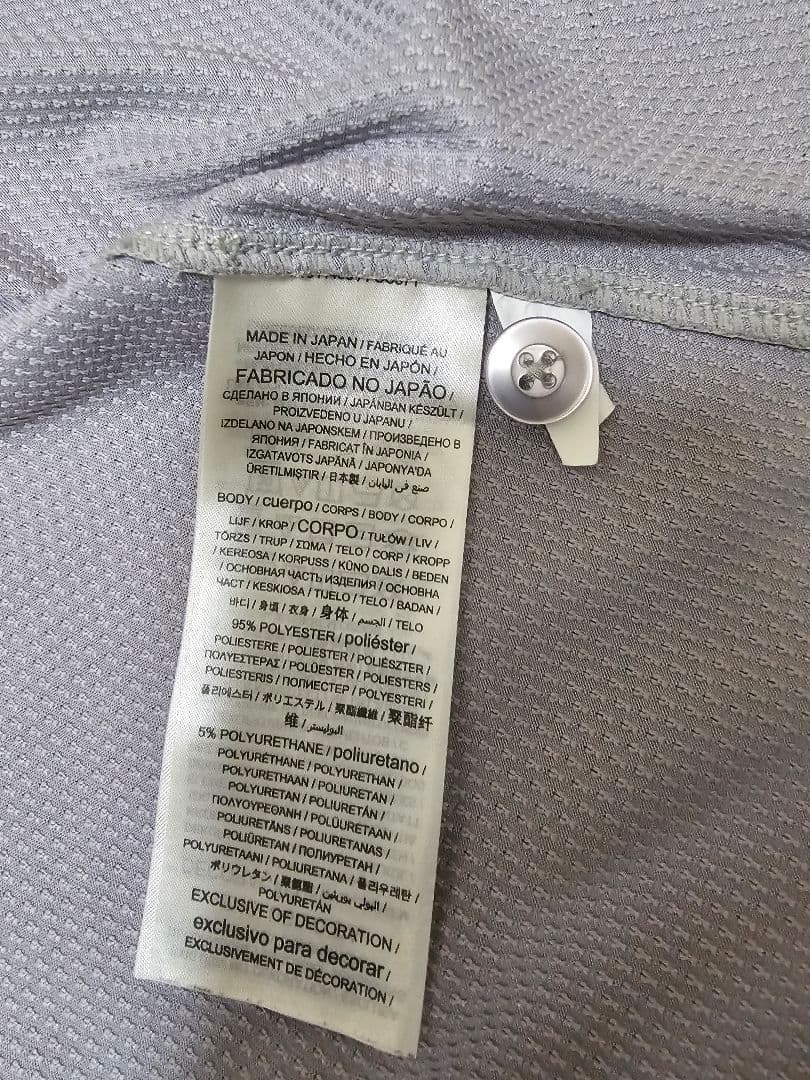 MADE IN JAPAN / FABRIQUÉ AU
JAPON / HECHO EN JAPÓN /
FABRICADO NO JAPÃO /
СДЕЛАНО В ЯПОНИИ / JAPÁNBAN KÉSZÜLT /
PROIZVEDENO U JAPANU /
IZDELANO NA JAPONSKEM / ПРОИЗВЕДЕНО В
ЯПОНИЯ / FABRICAT ÎN JAPONIA /
IZGATAVOTS JAPĀNĀ / JAPONYA'DA
ÜRETILMIŞTIR / 日本製 / صنع في اليابان
BODY / cuerpo / CORPS / BODY / CORPO /
LIJF / KROP / CORPO / TUŁÓW / LIV /
TÖRZS / TRUP / ΣΩΜΑ / TELO / CORP / KROPP
/ KEREOSA / KORPUSS / KŪNO DALIS / BEDEN
/ ОСНОВНАЯ ЧАСТЬ ИЗДЕЛИЯ / ОСНОВНА
ЧАСТ / KESKIOSA / TIJELO / TELO / BADAN /
바디 / 身頃 / 衣身 / 身体 / الجسم / TELO
95% POLYESTER / poliéster /
POLIESTERE / POLIESTER / POLIÉSZTER /
ΠΟΛΥΕΣΤΕΡΑΣ / POLÜESTER / POLIESTERS /
POLIESTERIS / ПОЛИЕСТЕР / POLYESTERI /
폴리에스터 / ポリエステル / 聚酯纖維 / 聚酯纤
维 / البوليستر
5% POLYURETHANE / poliuretano /
POLYURÉTHANE / POLYURETHAN /
POLYURETHAAN / POLIURETAN /
POLYURETAN / POLIURETÁN /
ΠΟΛΥΟΥΡΕΘΑΝΗ / POLÜURETAAN /
POLIURETĀNS / POLIURETANAS /
POLIÜRETAN / ПОЛИУРЕТАН /
POLYURETAANI / POLIURETANA / 폴리우레탄 /
ポリウレタン / 聚氨酯 / البولي يوريثان /
POLYURETÁN
EXCLUSIVE OF DECORATION /
exclusivo para decorar /
EXCLUSIVEMENT DE DÉCORATION /